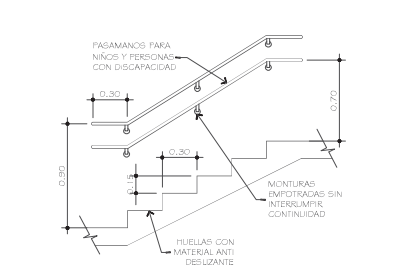 PASAMANOS PARA
NIÑOS Y PERSONAS
CON DISCAPACIDAD
0.30
0.70
0.90
0.30
0.15
MONTURAS
EMPOTRADAS SIN
INTERRUMPIR
CONTINUIDAD
HUELLAS CON
MATERIAL ANTI
DESLIZANTE